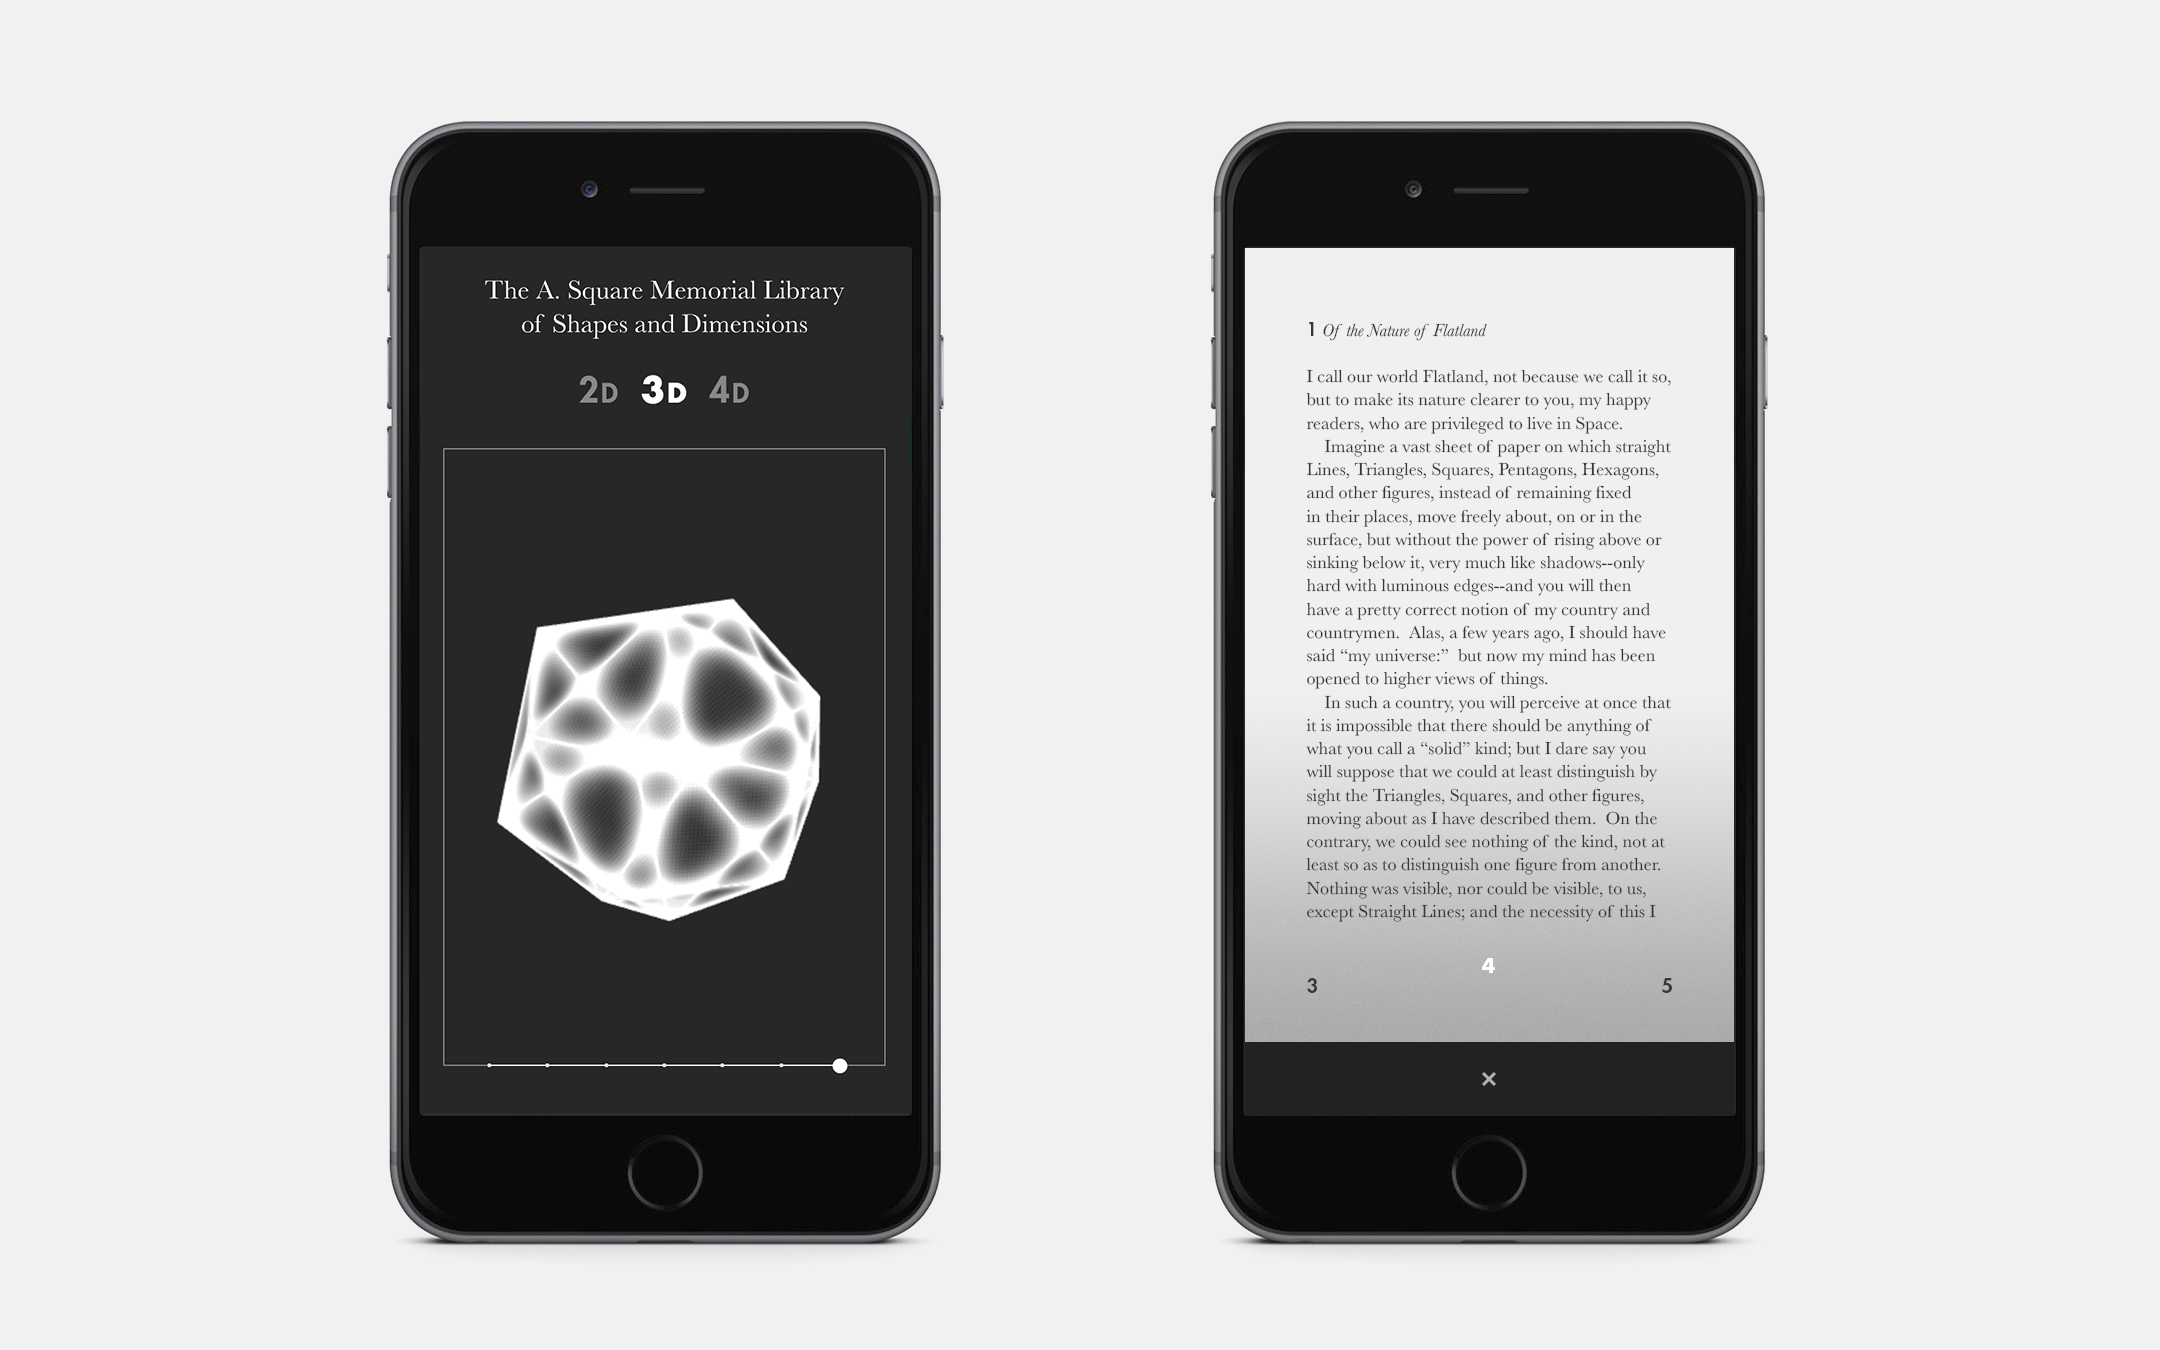 The A. Square Memorial Library
of Shapes and Dimensions
2D 3D 4D
1 Of the Nature of Flatland
I call our world Flatland, not because we call it so,
but to make its nature clearer to you, my happy
readers, who are privileged to live in Space.
Imagine a vast sheet of paper on which straight
Lines, Triangles, Squares, Pentagons, Hexagons,
and other figures, instead of remaining fixed
in their places, move freely about, on or in the
surface, but without the power of rising above or
sinking below it, very much like shadows--only
hard with luminous edges--and you will then
have a pretty correct notion of my country and
countrymen.  Alas, a few years ago, I should have
said “my universe:”  but now my mind has been
opened to higher views of things.
In such a country, you will perceive at once that
it is impossible that there should be anything of
what you call a “solid” kind; but I dare say you
will suppose that we could at least distinguish by
sight the Triangles, Squares, and other figures,
moving about as I have described them.  On the
contrary, we could see nothing of the kind, not at
least so as to distinguish one figure from another.
Nothing was visible, nor could be visible, to us,
except Straight Lines; and the necessity of this I
4
3 5